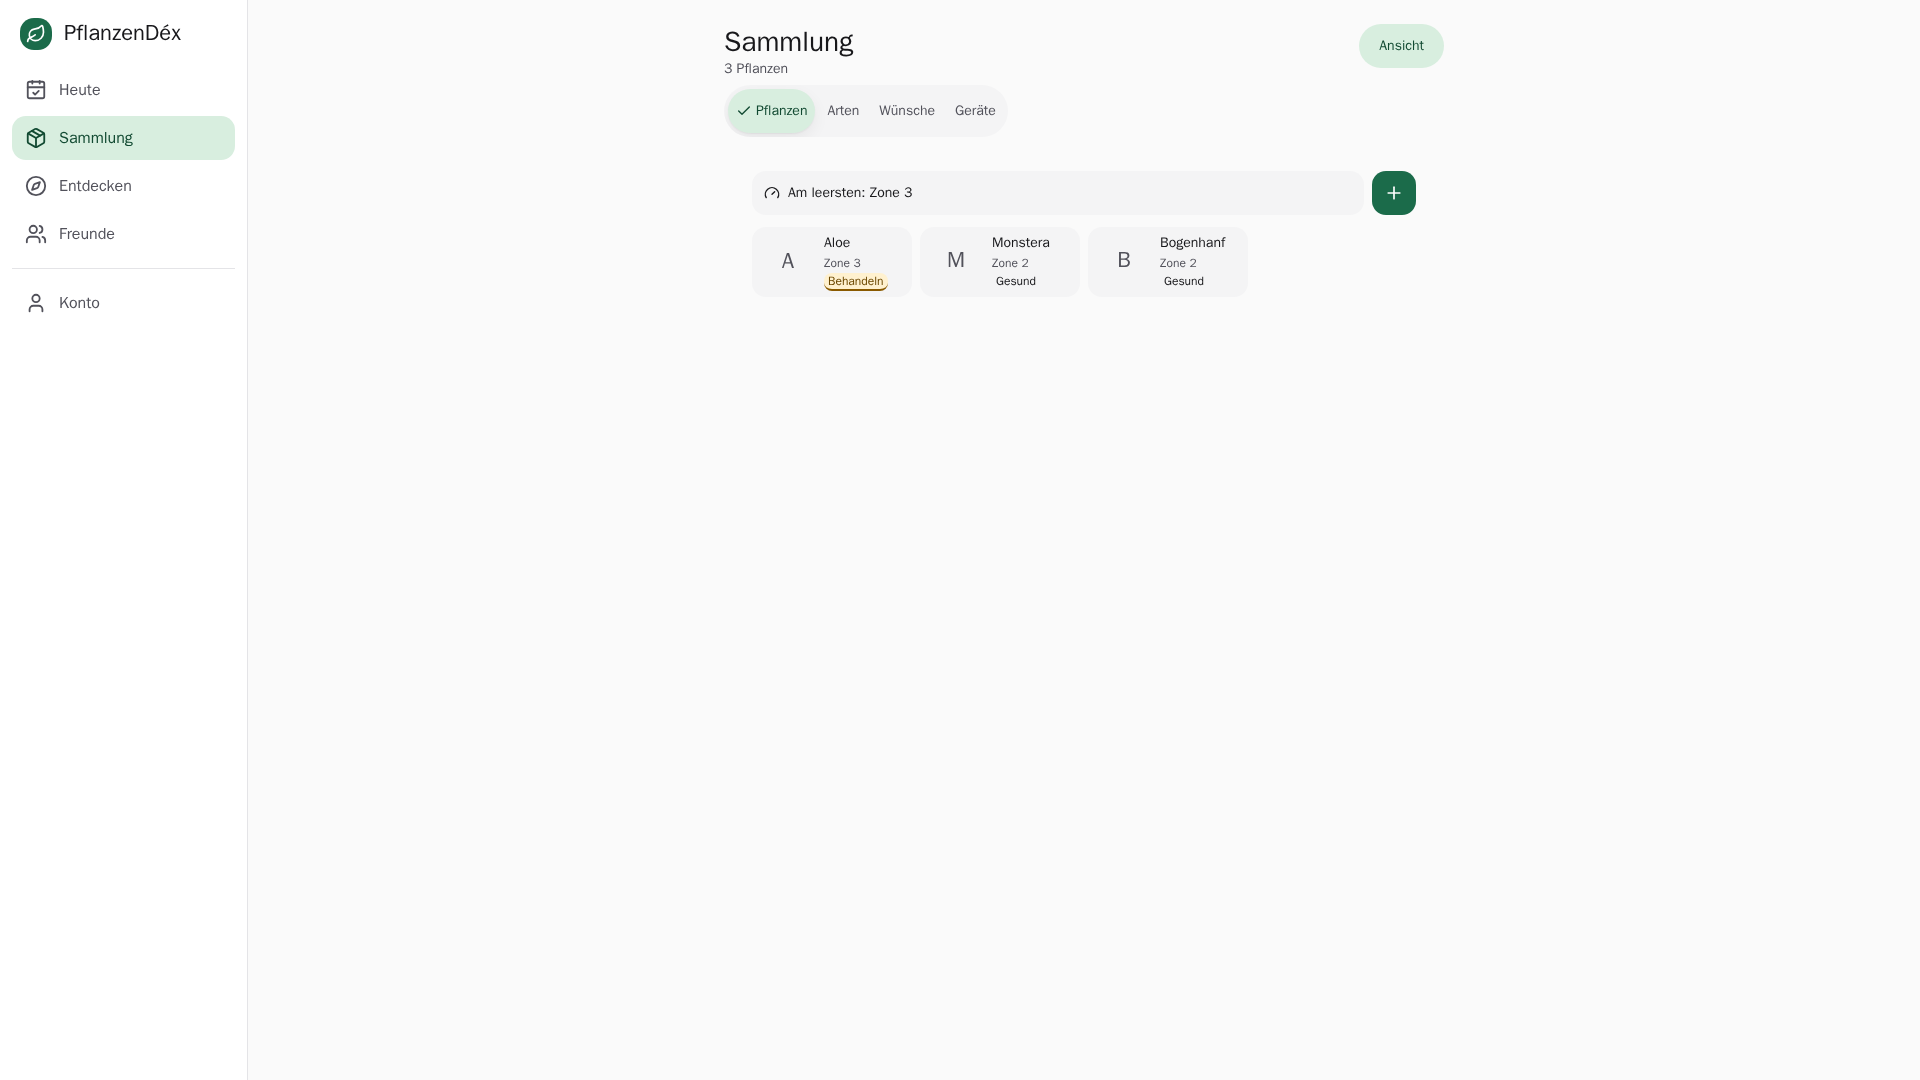 PflanzenDéx
Heute
Sammlung
Entdecken
Freunde
Konto
Sammlung
3 Pflanzen
Ansicht
Pflanzen Arten Wünsche Geräte
Am leersten: Zone 3
A
Aloe
Zone 3
Behandeln
M
Monstera
Zone 2
Gesund
B
Bogenhanf
Zone 2
Gesund